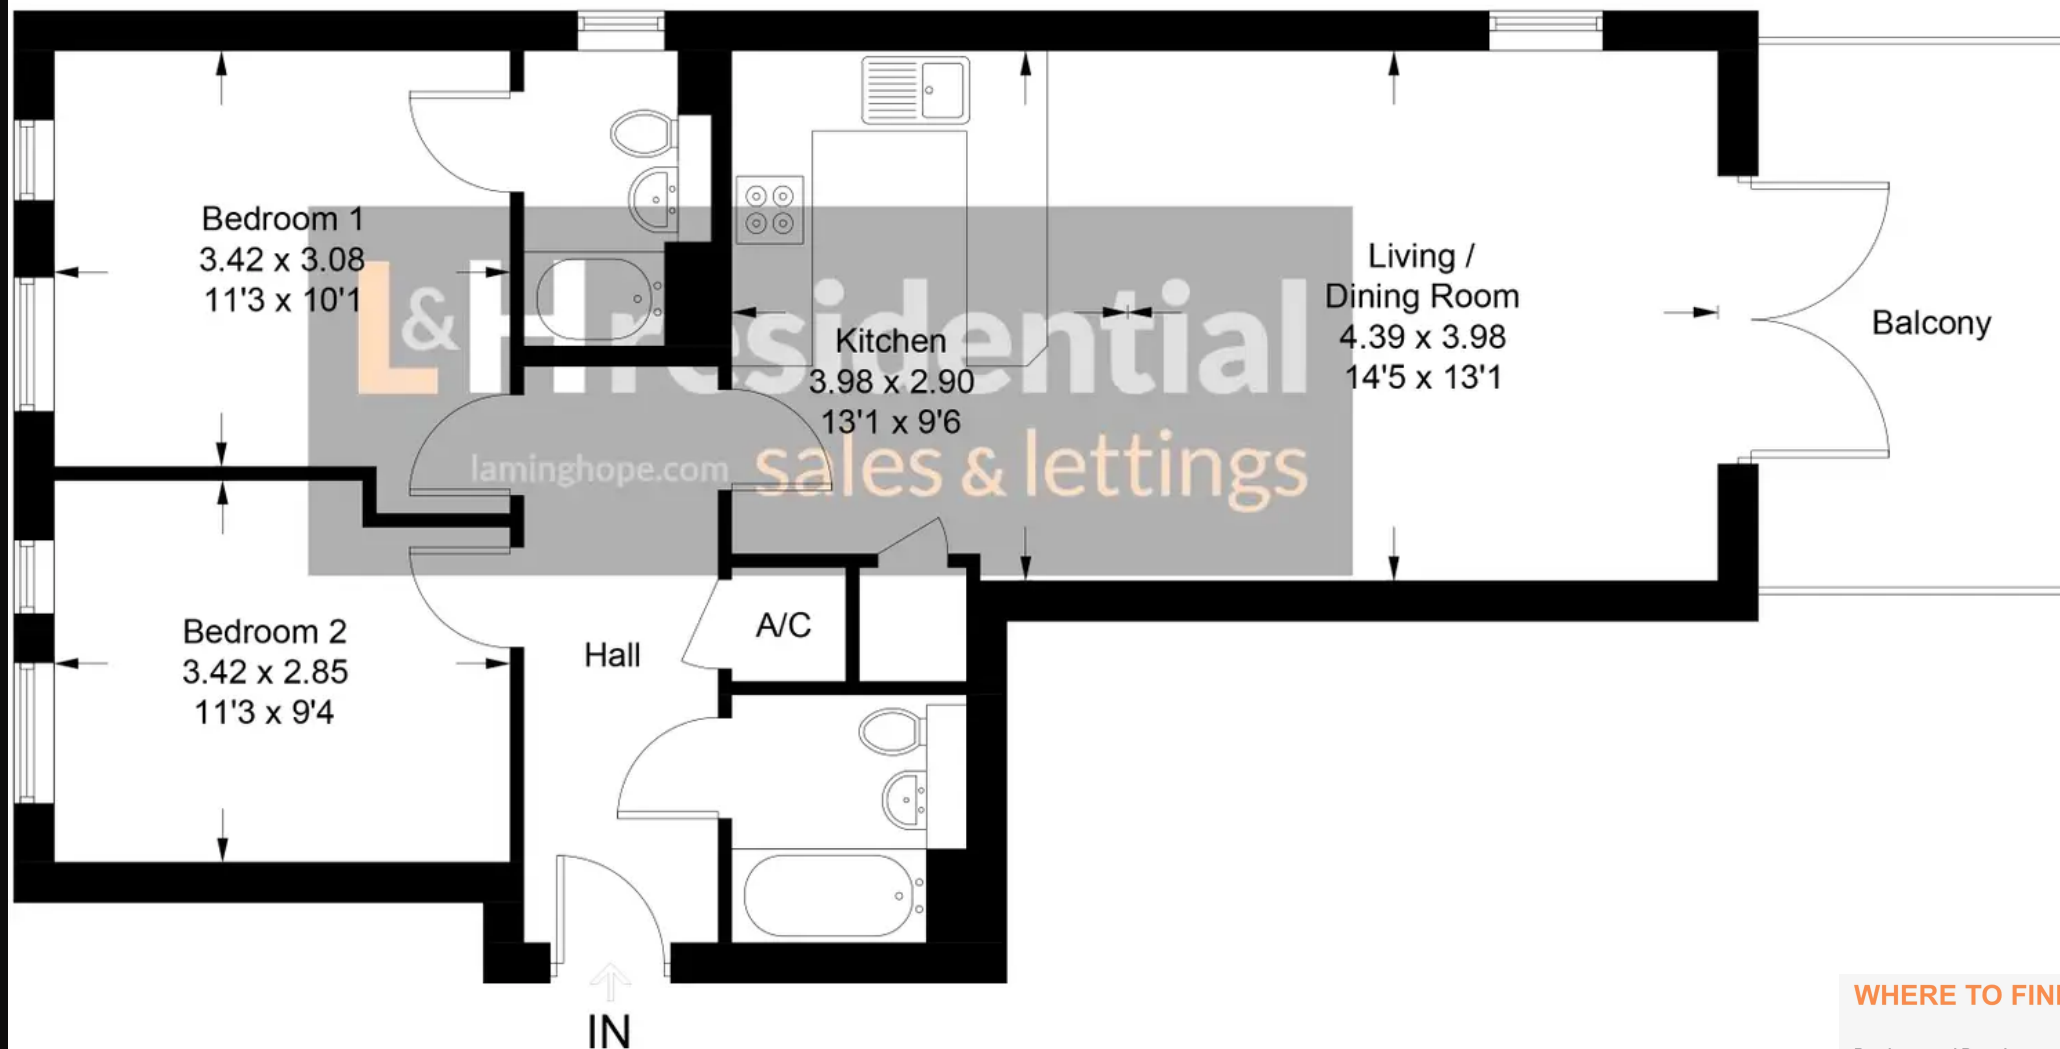 Bedroom 1
3.42 x 3.08
11'3 x 10'1
L&H residential
sales & lettings
laminghope.com
Kitchen
3.98 x 2.90
13'1 x 9'6
Living /
Dining Room
4.39 x 3.98
14'5 x 13'1
Balcony
Bedroom 2
3.42 x 2.85
11'3 x 9'4
Hall
A/C
IN
WHERE TO FIN